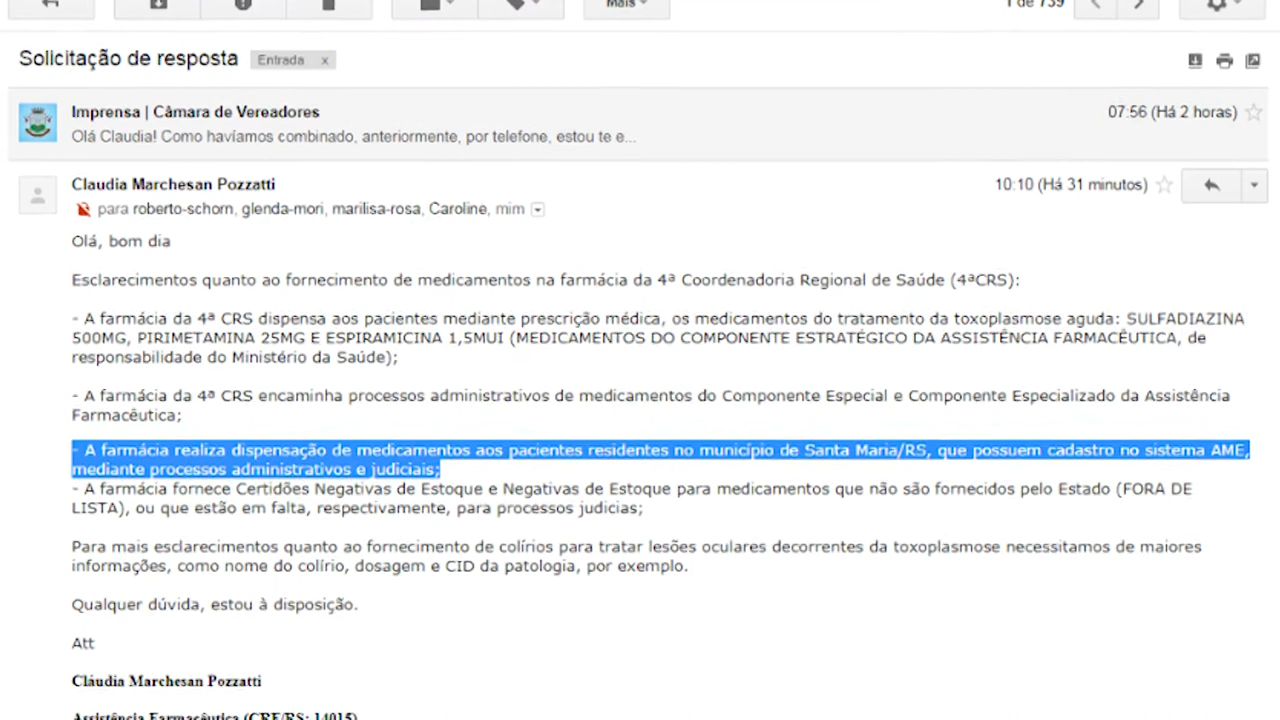 Mais
1 de 739
Solicitação de resposta Entrada x
Imprensa | Câmara de Vereadores 07:56 (Há 2 horas)
Olá Claudia! Como havíamos combinado, anteriormente, por telefone, estou te e...
Claudia Marchesan Pozzatti 10:10 (Há 31 minutos)
para roberto-schorn, glenda-mori, marilisa-rosa, Caroline, mim
Olá, bom dia
Esclarecimentos quanto ao fornecimento de medicamentos na farmácia da 4ª Coordenadoria Regional de Saúde (4ªCRS):
- A farmácia da 4ª CRS dispensa aos pacientes mediante prescrição médica, os medicamentos do tratamento da toxoplasmose aguda: SULFADIAZINA
500MG, PIRIMETAMINA 25MG E ESPIRAMICINA 1,5MUI (MEDICAMENTOS DO COMPONENTE ESTRATÉGICO DA ASSISTÊNCIA FARMACÊUTICA, de
responsabilidade do Ministério da Saúde);
- A farmácia da 4ª CRS encaminha processos administrativos de medicamentos do Componente Especial e Componente Especializado da Assistência
Farmacêutica;
- A farmácia realiza dispensação de medicamentos aos pacientes residentes no município de Santa Maria/RS, que possuem cadastro no sistema AME,
mediante processos administrativos e judiciais;
- A farmácia fornece Certidões Negativas de Estoque e Negativas de Estoque para medicamentos que não são fornecidos pelo Estado (FORA DE
LISTA), ou que estão em falta, respectivamente, para processos judicias;
Para mais esclarecimentos quanto ao fornecimento de colírios para tratar lesões oculares decorrentes da toxoplasmose necessitamos de maiores
informações, como nome do colírio, dosagem e CID da patologia, por exemplo.
Qualquer dúvida, estou à disposição.
Att
Cláudia Marchesan Pozzatti
Assistência Farmacêutica (CRF/RS: 14015)